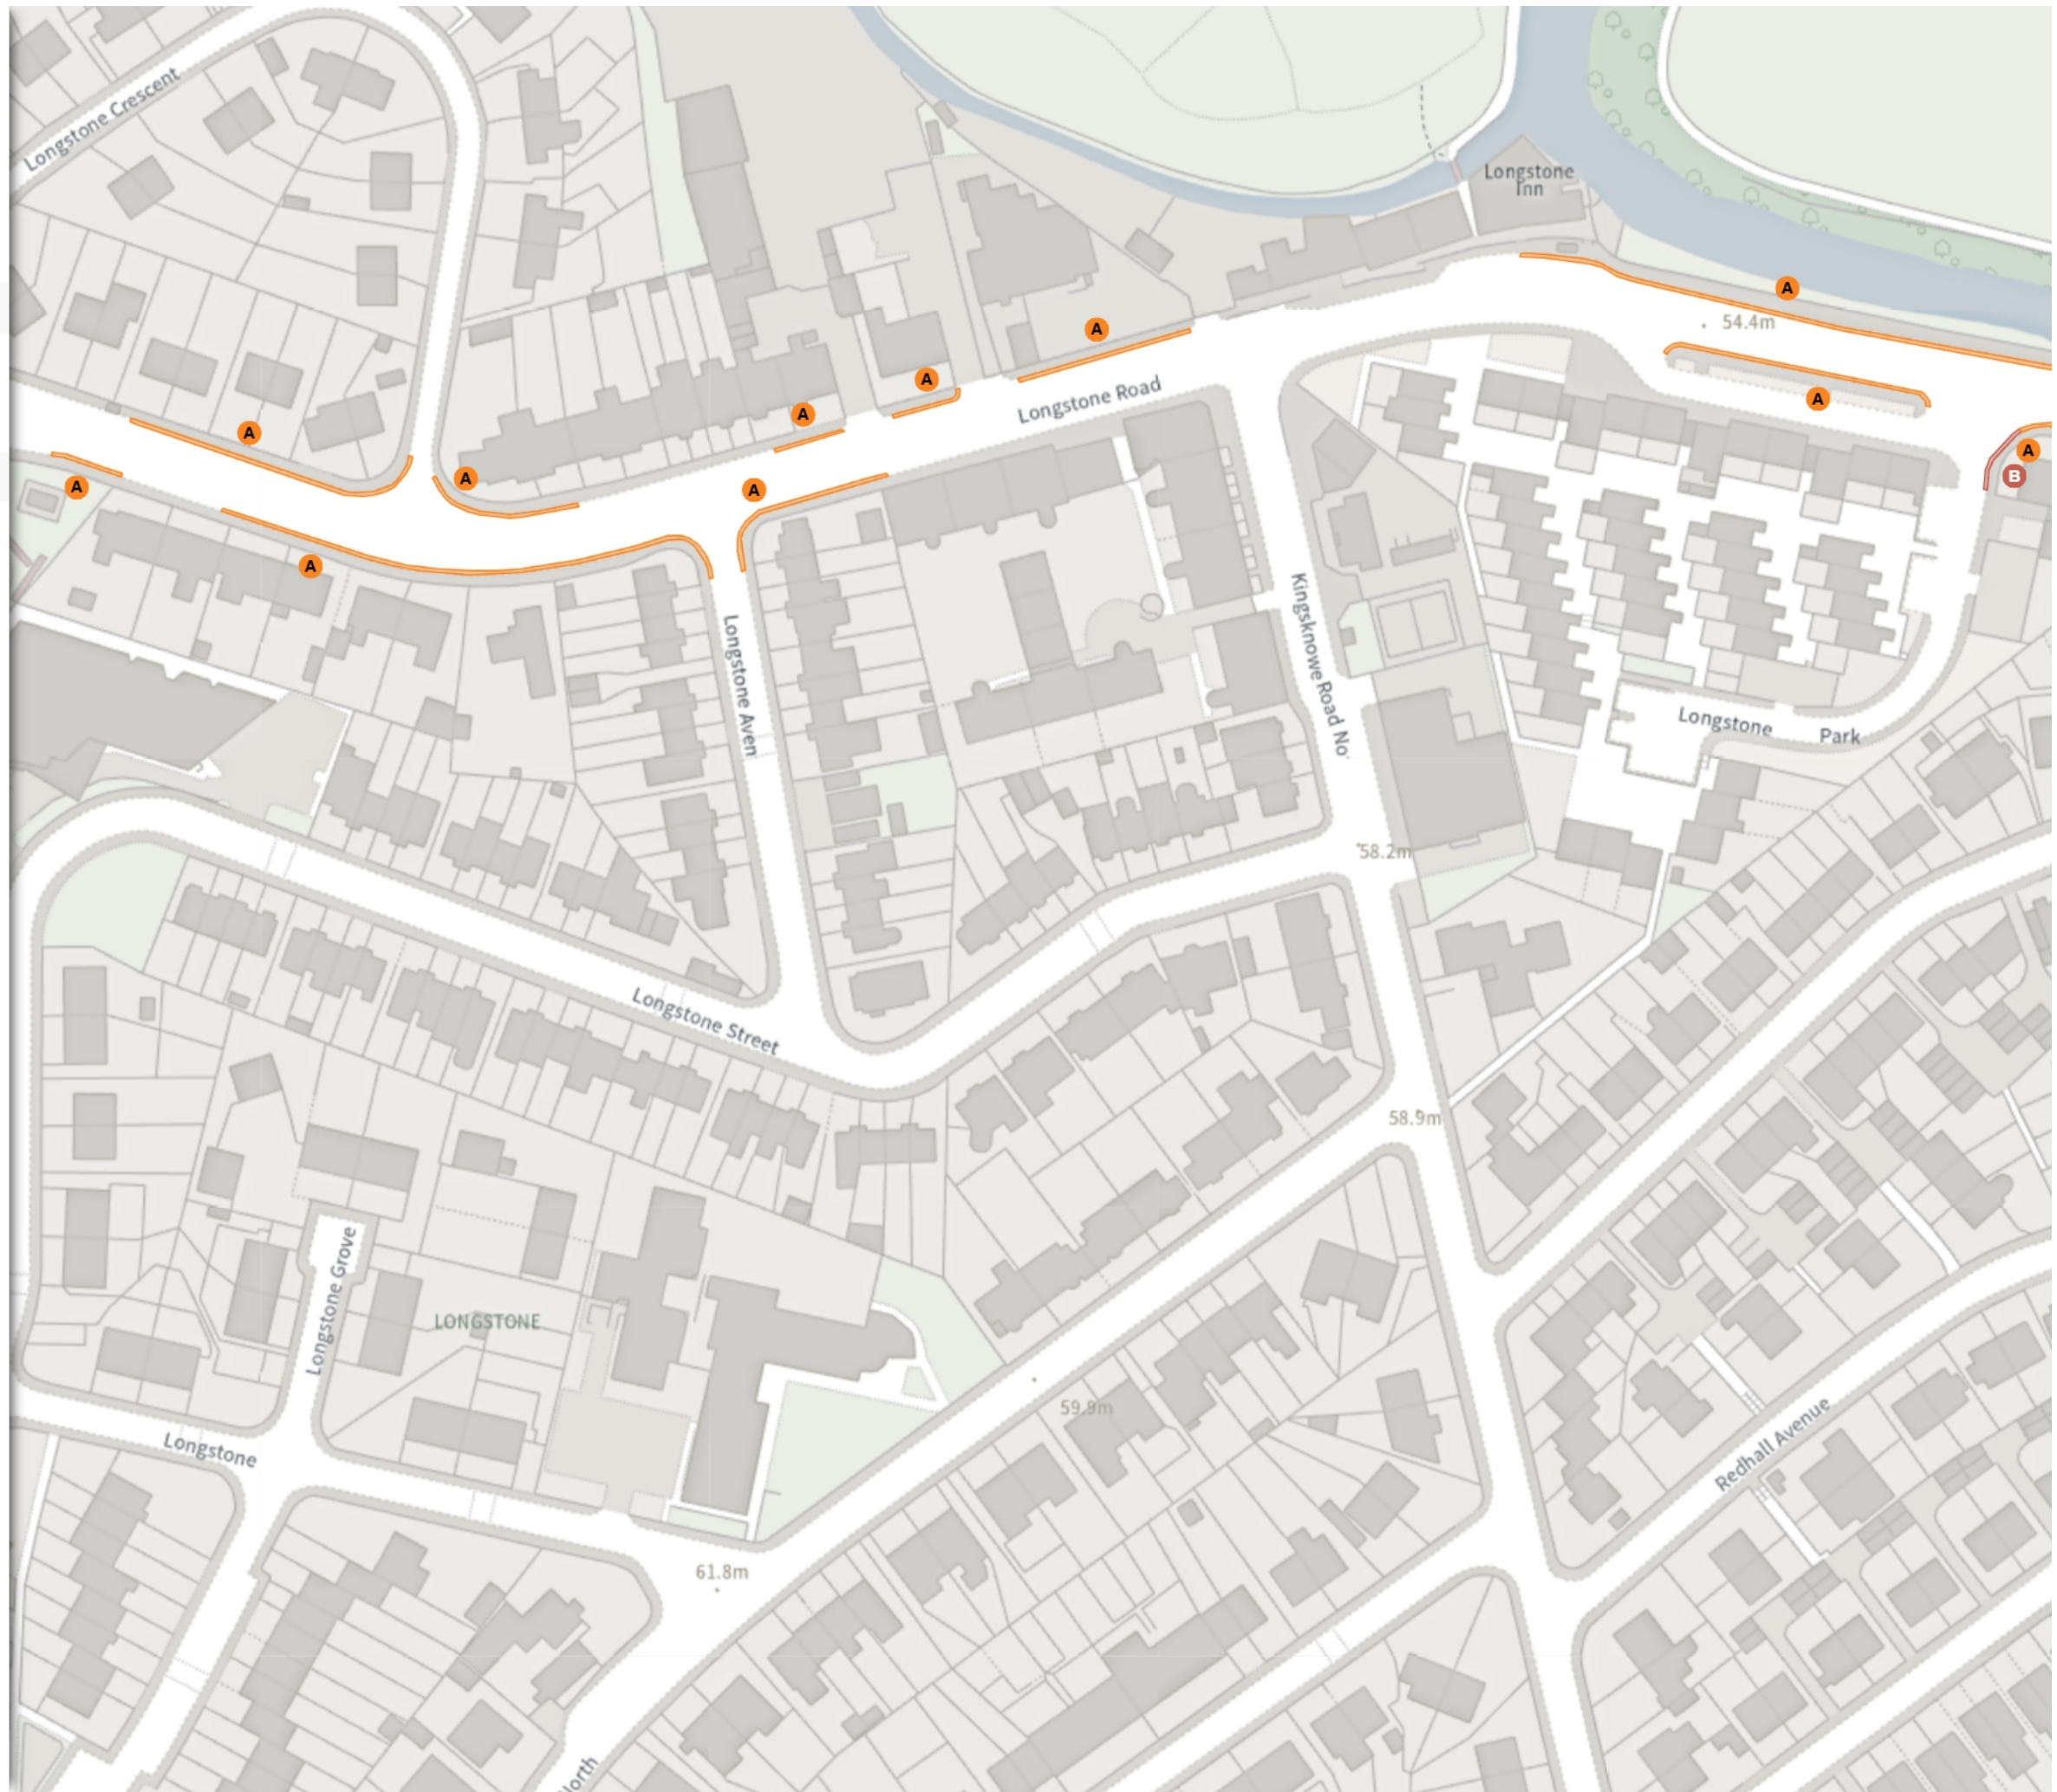 Longstone Crescent
Longstone
Inn
A
54.4m
A
A
Longstone Road
A
A
A
A
A
A
B
A
A
A
Longstone Aven
Kingsknowe Road No
Longstone
Park
58.2m
Longstone Street
58.9m
Longstone Grove
LONGSTONE
59.9m
Longstone
Redhall Avenue
61.8m
North